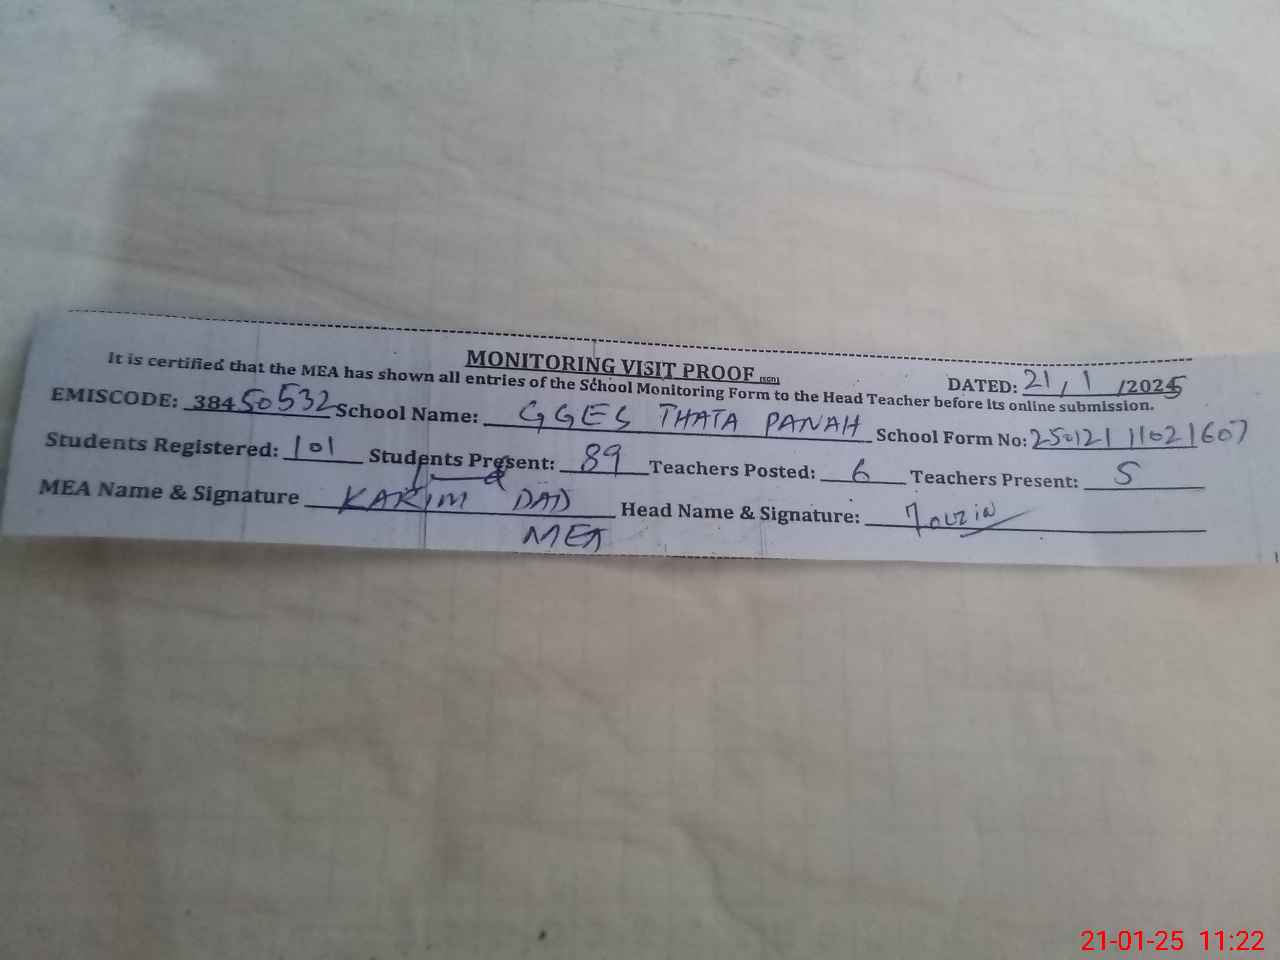 MONITORING VISIT PROOF
It is certified that the MEA has shown all entries of the School Monitoring Form to the Head Teacher before its online submission.
DATED: 21/1/2025
EMISCODE: 38450532 School Name: GGES THATA PANAH School Form No: 2501211021607
Students Registered: 101 Students Present: 89 Teachers Posted: 6 Teachers Present: 5
MEA Name & Signature KARIM DAD Head Name & Signature:
MEA
21-01-25 11:22